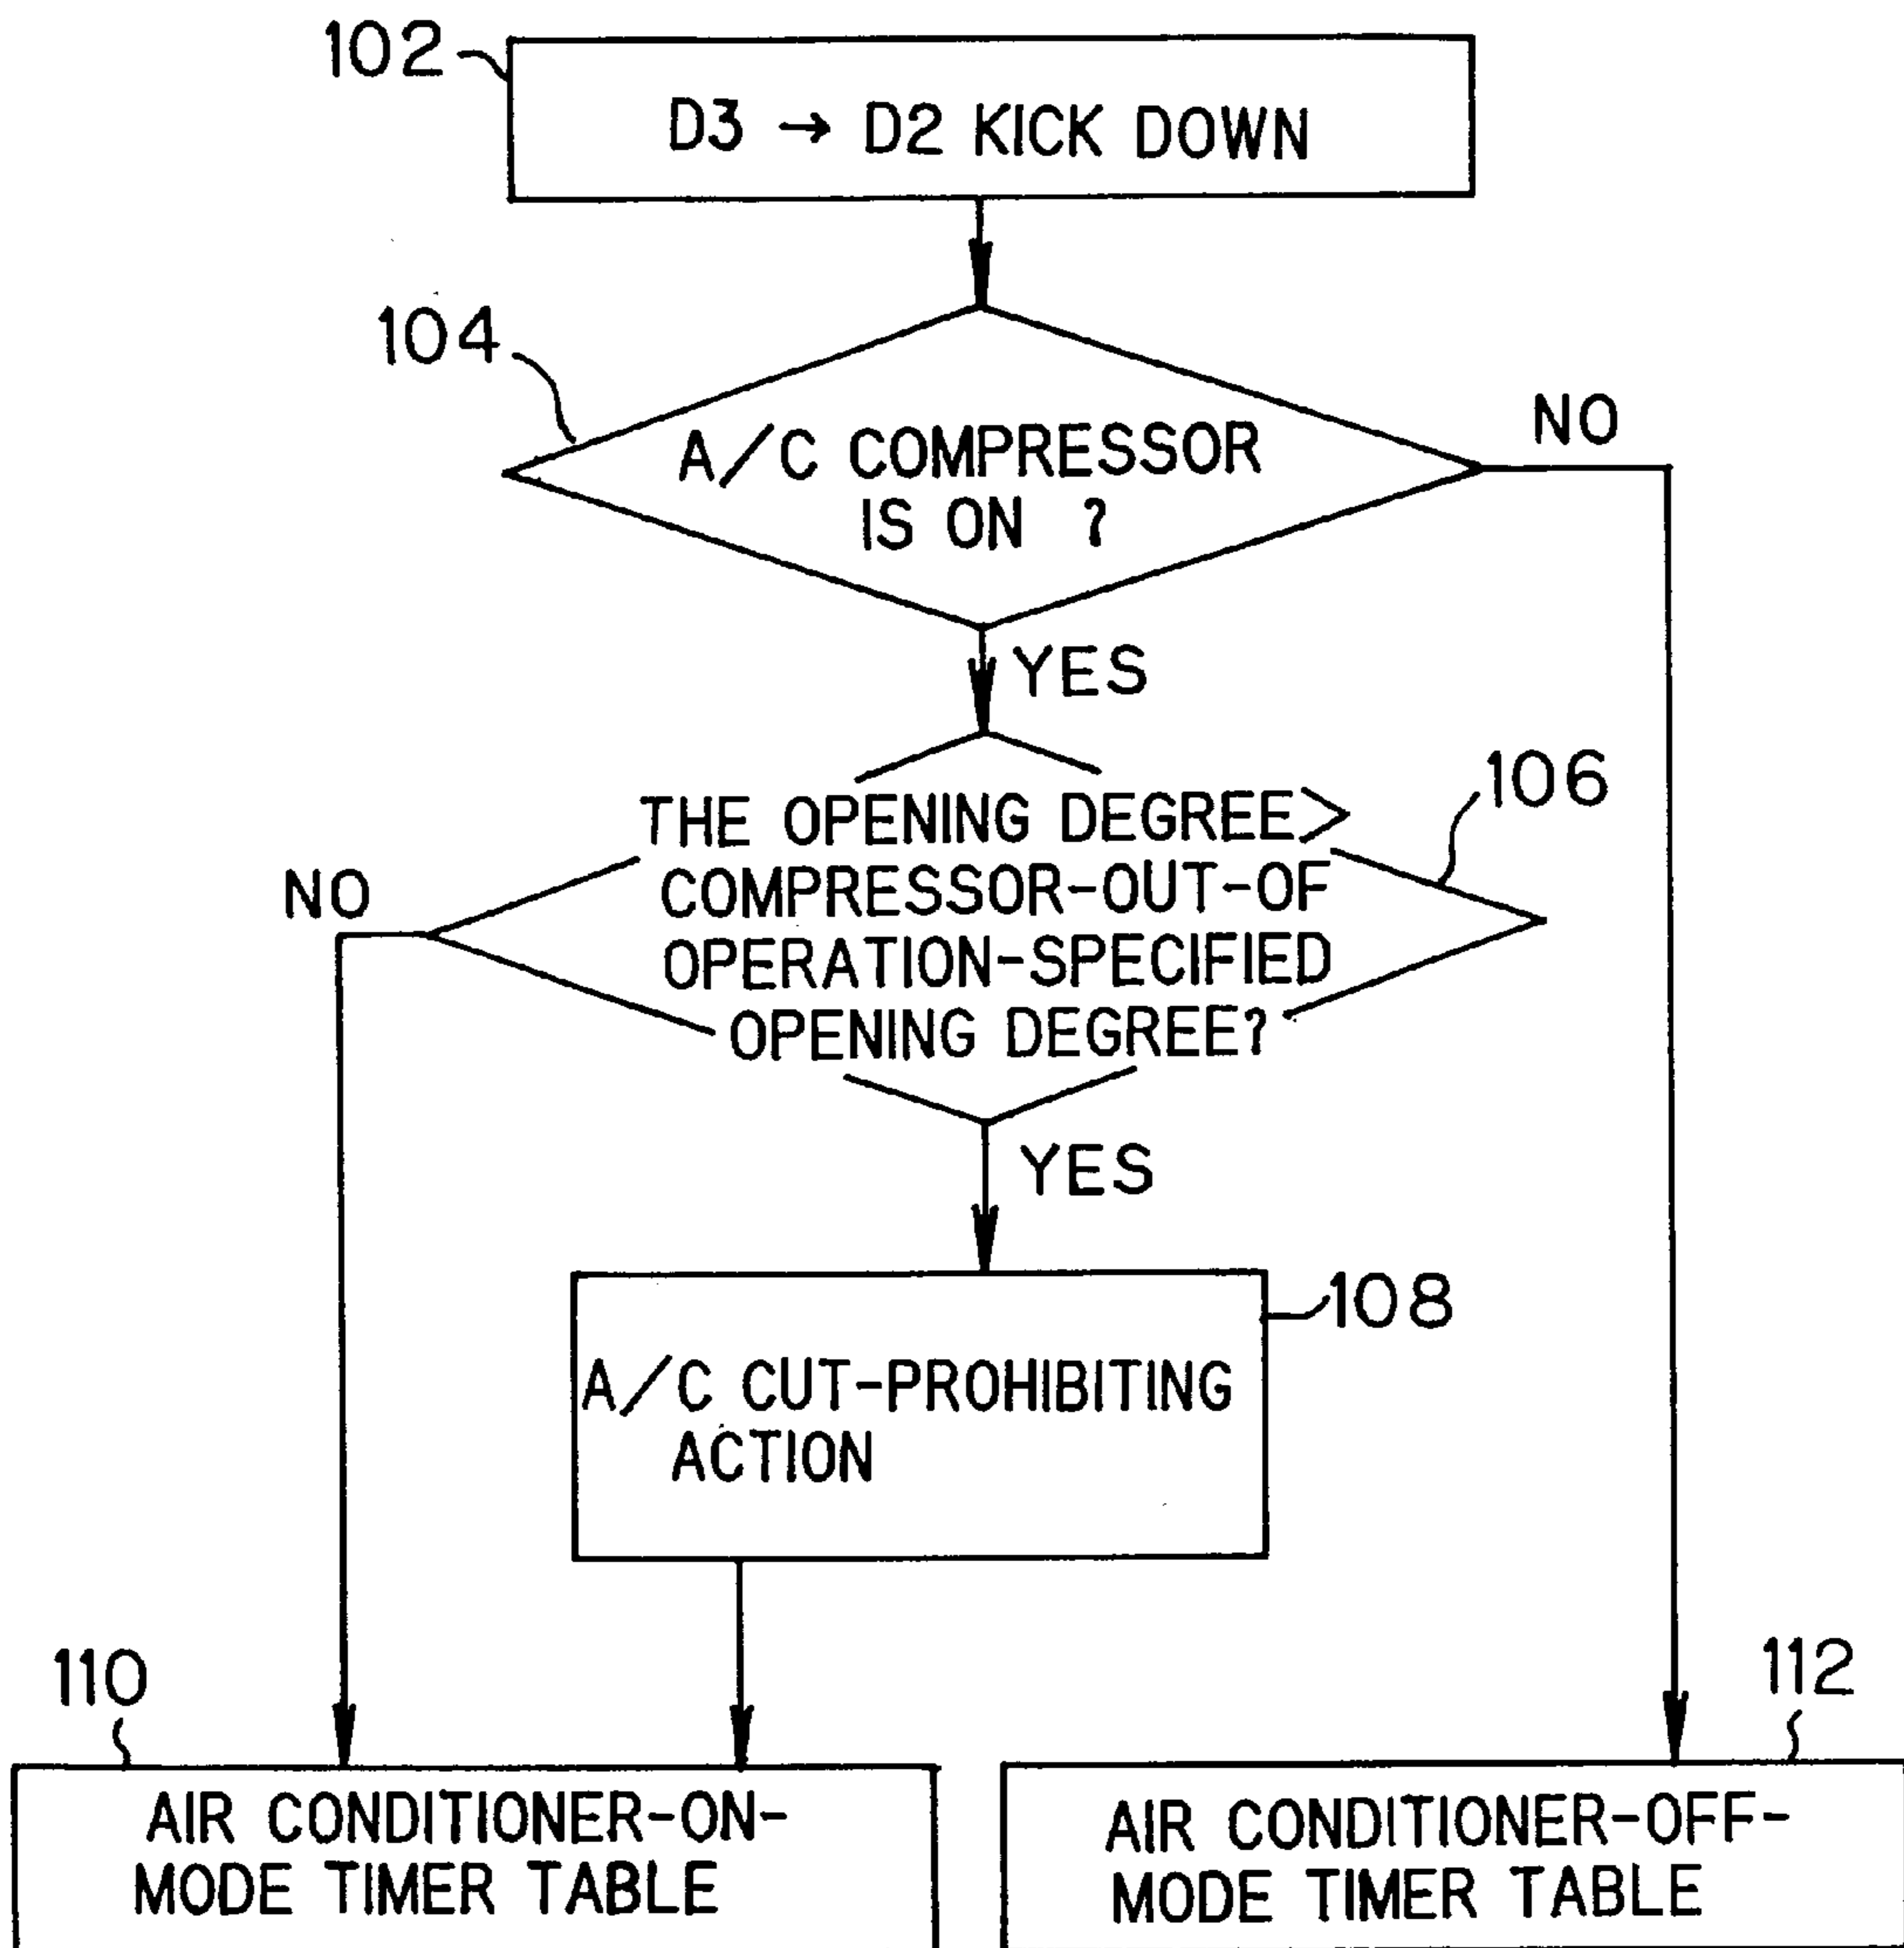 102
D3 → D2 KICK DOWN
104
A/C COMPRESSOR
IS ON ?
NO
YES
106
THE OPENING DEGREE>
COMPRESSOR-OUT-OF
OPERATION-SPECIFIED
OPENING DEGREE?
NO
YES
108
A/C CUT-PROHIBITING
ACTION
110
AIR CONDITIONER-ON-
MODE TIMER TABLE
112
AIR CONDITIONER-OFF-
MODE TIMER TABLE